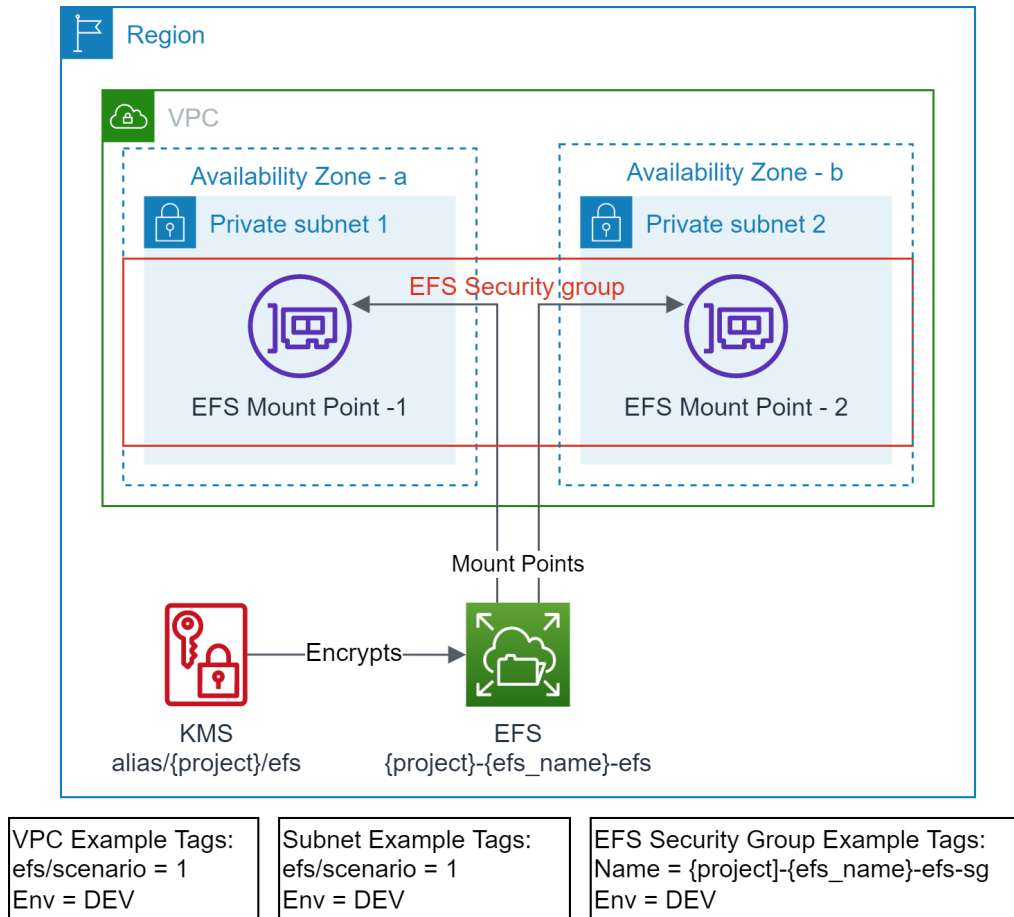 Region
VPC
Availability Zone - a
Availability Zone - b
Private subnet 1
Private subnet 2
EFS Security group
EFS Mount Point -1
EFS Mount Point - 2
Mount Points
Encrypts
KMS
alias/{project}/efs
EFS
{project}-{efs_name}-efs
VPC Example Tags:
efs/scenario = 1
Env = DEV
Subnet Example Tags:
efs/scenario = 1
Env = DEV
EFS Security Group Example Tags:
Name = {project]-{efs_name}-efs-sg
Env = DEV